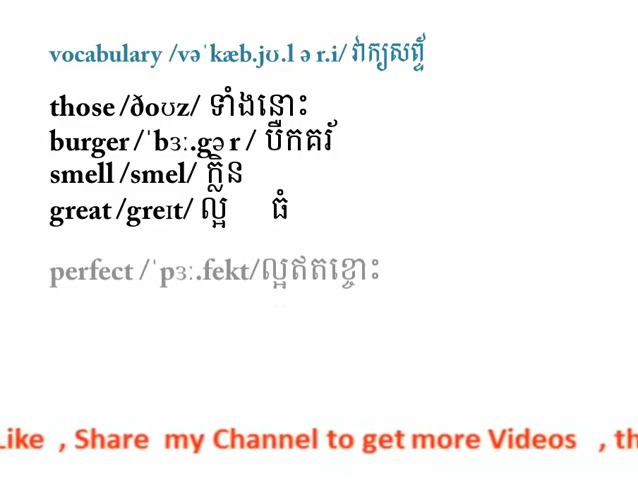 vocabulary /vəˈkæb.jʊ.l ə r.i/ វាក្យសព្ទ័
those /ðoʊz/ ទាំងនោះ
burger /ˈbɜː.gə r / ប៊ឺកគរ័
smell /smel/ ក្លិន
great /greɪt/ ល្អ ធំ
perfect /ˈpɜː.fekt/ល្អឥតខ្ចោះ
Like , Share my Channel to get more Videos , th